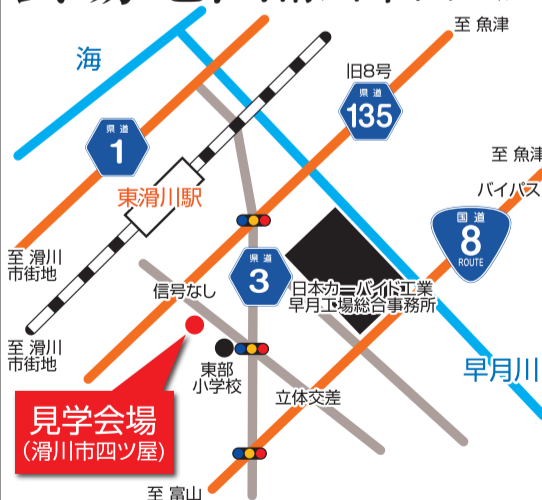 至 魚津
海
旧8号
県道
135
県道
1
至 魚津
バイパス
国道
8
ROUTE
東滑川駅
至 滑川
市街地
県道
3
信号なし
日本カーバイド工業
早月工場総合事務所
至 滑川
市街地
東部
小学校
早月川
立体交差
見学会場
(滑川市四ツ屋)
至 富山